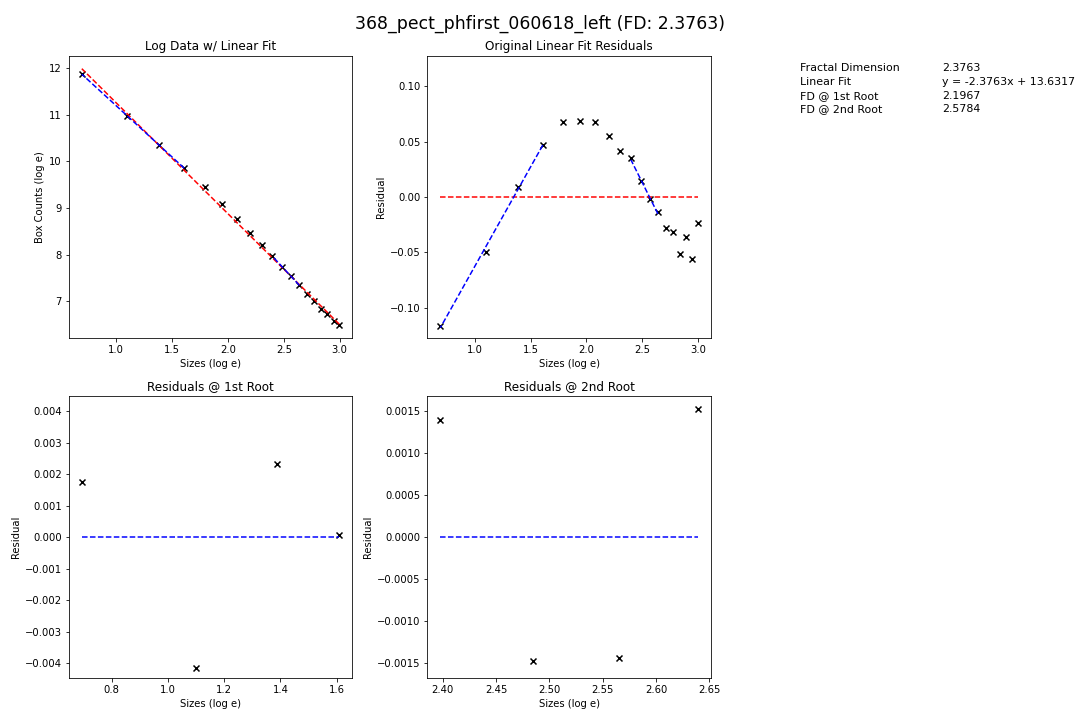 368_pect_phfirst_060618_left (FD: 2.3763)
Log Data w/ Linear Fit
12
11
10
9
8
7
Box Counts (log e)
1.0 1.5 2.0 2.5 3.0
Sizes (log e)
Original Linear Fit Residuals
0.10
0.05
0.00
−0.05
−0.10
Residual
1.0 1.5 2.0 2.5 3.0
Sizes (log e)
Fractal Dimension 2.3763
Linear Fit y = -2.3763x + 13.6317
FD @ 1st Root 2.1967
FD @ 2nd Root 2.5784
Residuals @ 1st Root
0.004
0.003
0.002
0.001
0.000
−0.001
−0.002
−0.003
−0.004
Residual
0.8 1.0 1.2 1.4 1.6
Sizes (log e)
Residuals @ 2nd Root
0.0015
0.0010
0.0005
0.0000
−0.0005
−0.0010
−0.0015
Residual
2.40 2.45 2.50 2.55 2.60 2.65
Sizes (log e)